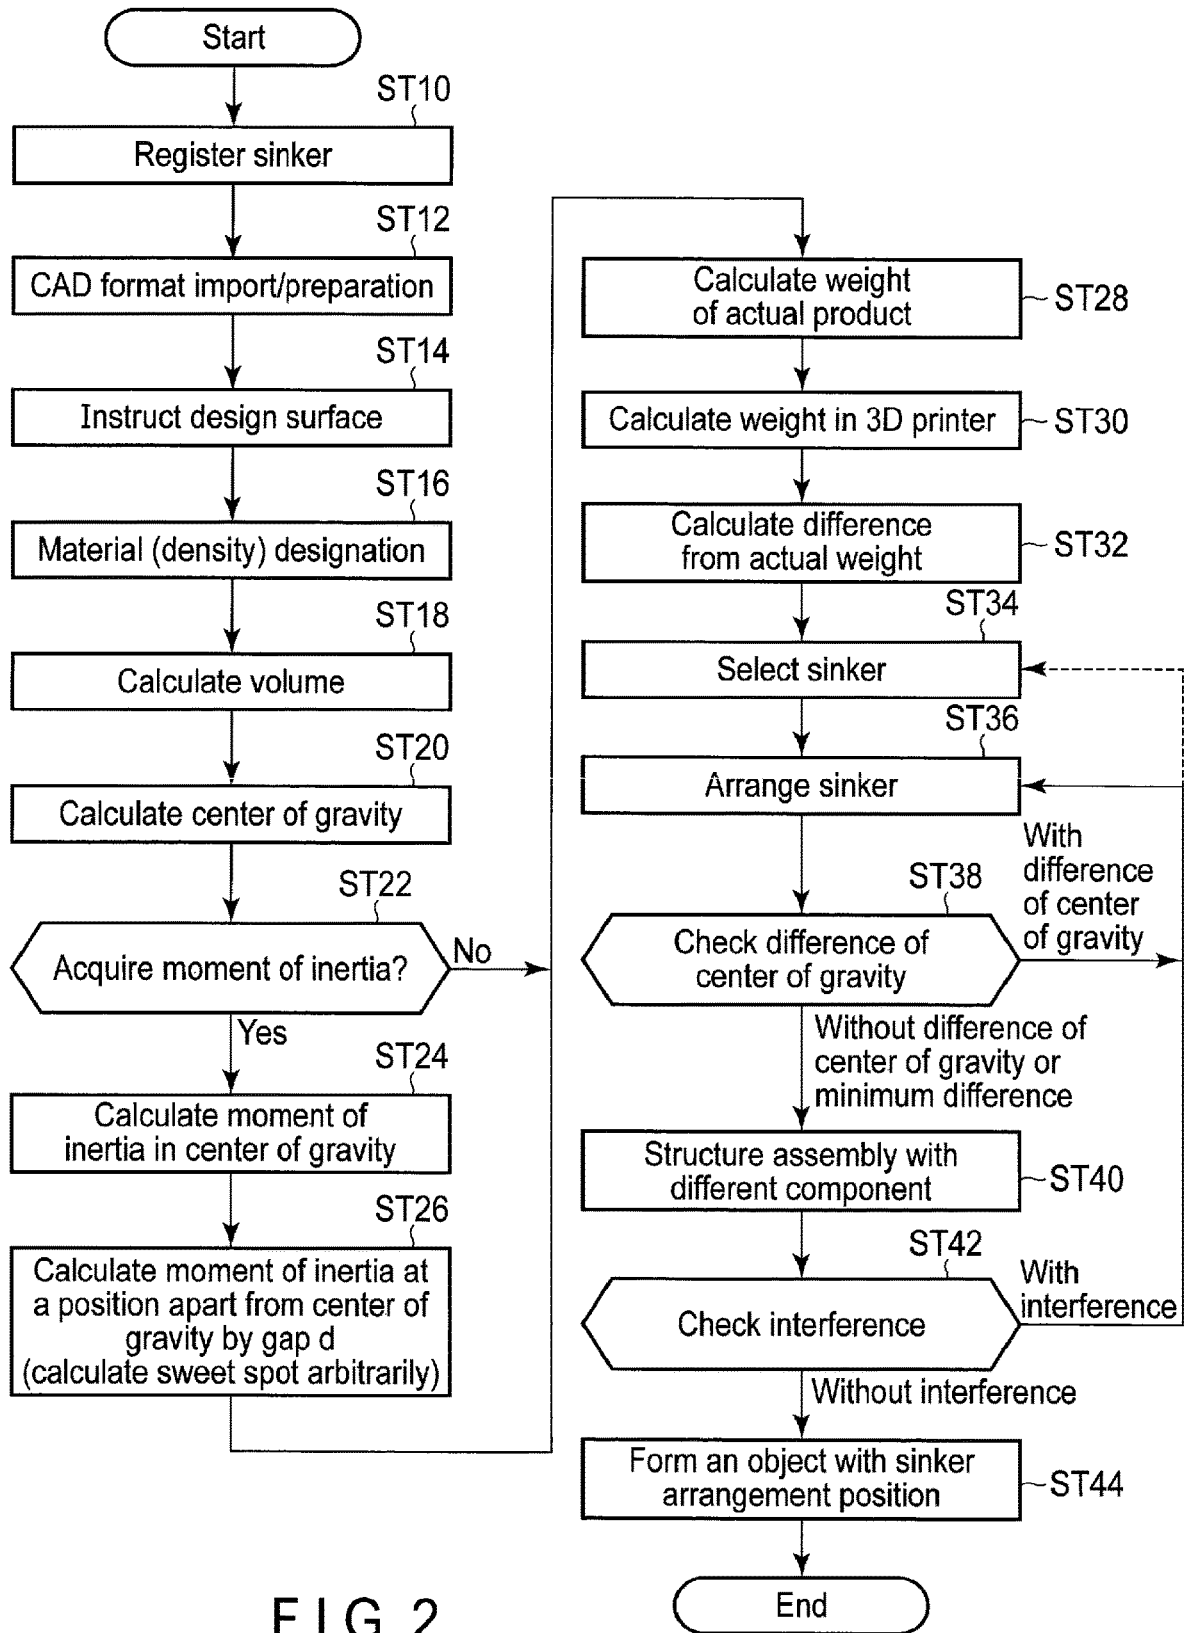 Start
ST10
Register sinker
ST12
CAD format import/preparation
ST14
Instruct design surface
ST16
Material (density) designation
ST18
Calculate volume
ST20
Calculate center of gravity
ST22
Acquire moment of inertia?
No
Yes
ST24
Calculate moment of
inertia in center of gravity
ST26
Calculate moment of inertia at
a position apart from center of
gravity by gap d
(calculate sweet spot arbitrarily)
Calculate weight
of actual product
ST28
Calculate weight in 3D printer
ST30
Calculate difference
from actual weight
ST32
ST34
Select sinker
ST36
Arrange sinker
With
difference
of center
of gravity
ST38
Check difference of
center of gravity
Without difference of
center of gravity or
minimum difference
Structure assembly with
different component
ST40
ST42
Check interference
With
interference
Without interference
Form an object with sinker
arrangement position
ST44
End
FIG. 2